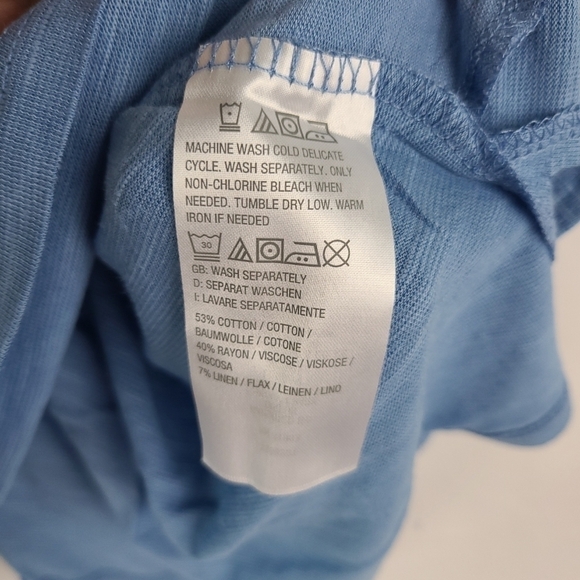 MACHINE WASH COLD DELICATE
CYCLE. WASH SEPARATELY. ONLY
NON-CHLORINE BLEACH WHEN
NEEDED. TUMBLE DRY LOW. WARM
IRON IF NEEDED
30
GB: WASH SEPARATELY
D: SEPARAT WASCHEN
I: LAVARE SEPARATAMENTE
53% COTTON / COTTON /
BAUMWOLLE / COTONE
40% RAYON / VISCOSE / VISKOSE /
VISCOSA
7% LINEN / FLAX / LEINEN / LINO